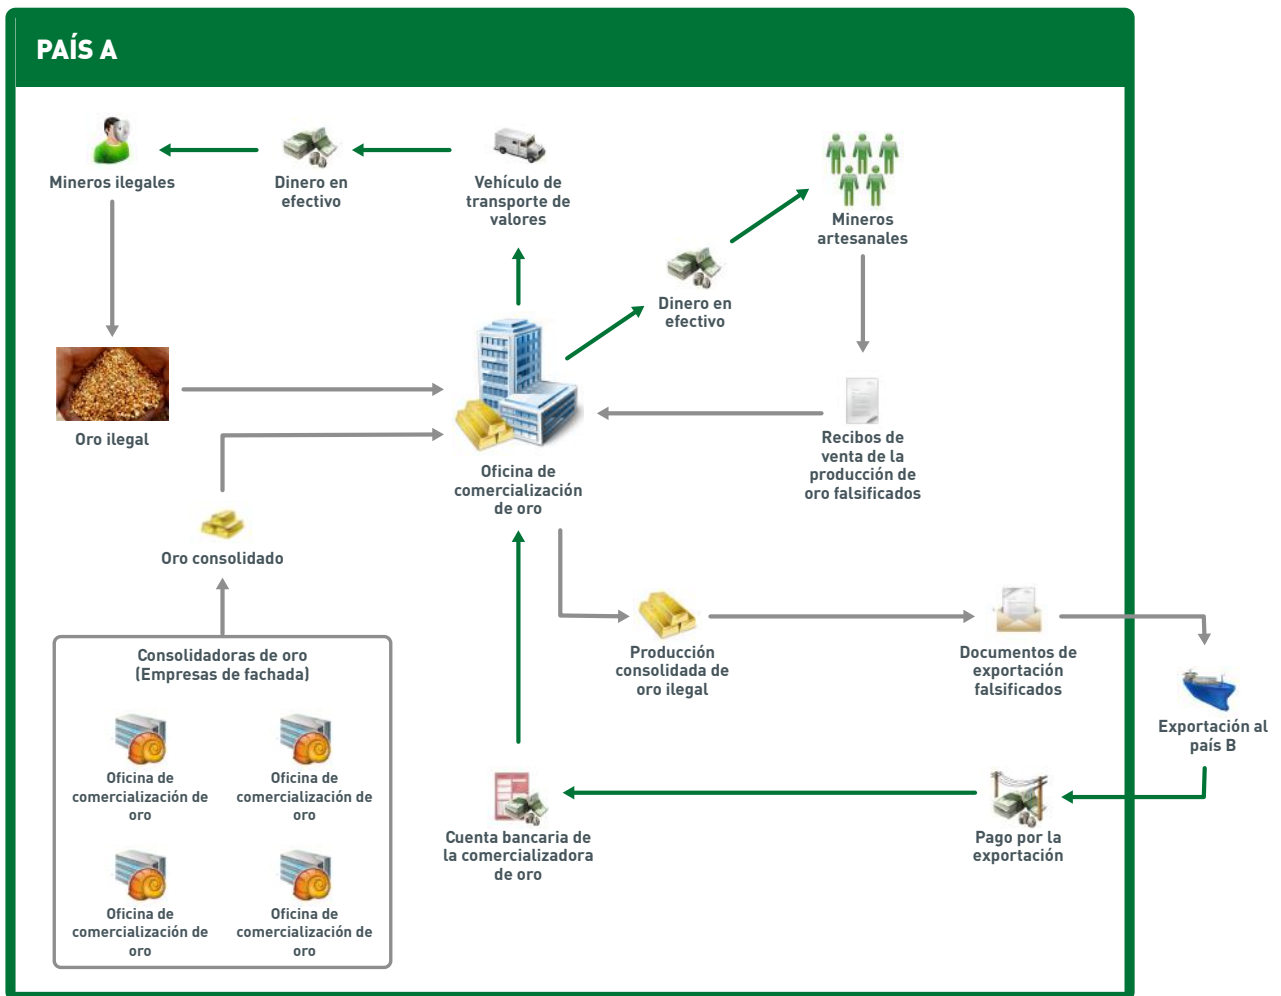 PAÍS A
Mineros ilegales
Dinero en
efectivo
Vehículo de
transporte de
valores
Mineros
artesanales
Dinero en
efectivo
Oro ilegal
Recibos de
venta de la
producción de
oro falsificados
Oficina de
comercialización
de oro
Oro consolidado
Consolidadoras de oro
(Empresas de fachada)
Oficina de
comercialización de
oro
Oficina de
comercialización de
oro
Oficina de
comercialización de
oro
Oficina de
comercialización de
oro
Producción
consolidada de
oro ilegal
Documentos de
exportación
falsificados
Exportación al
país B
Cuenta bancaria de
la comercializadora
de oro
Pago por la
exportación